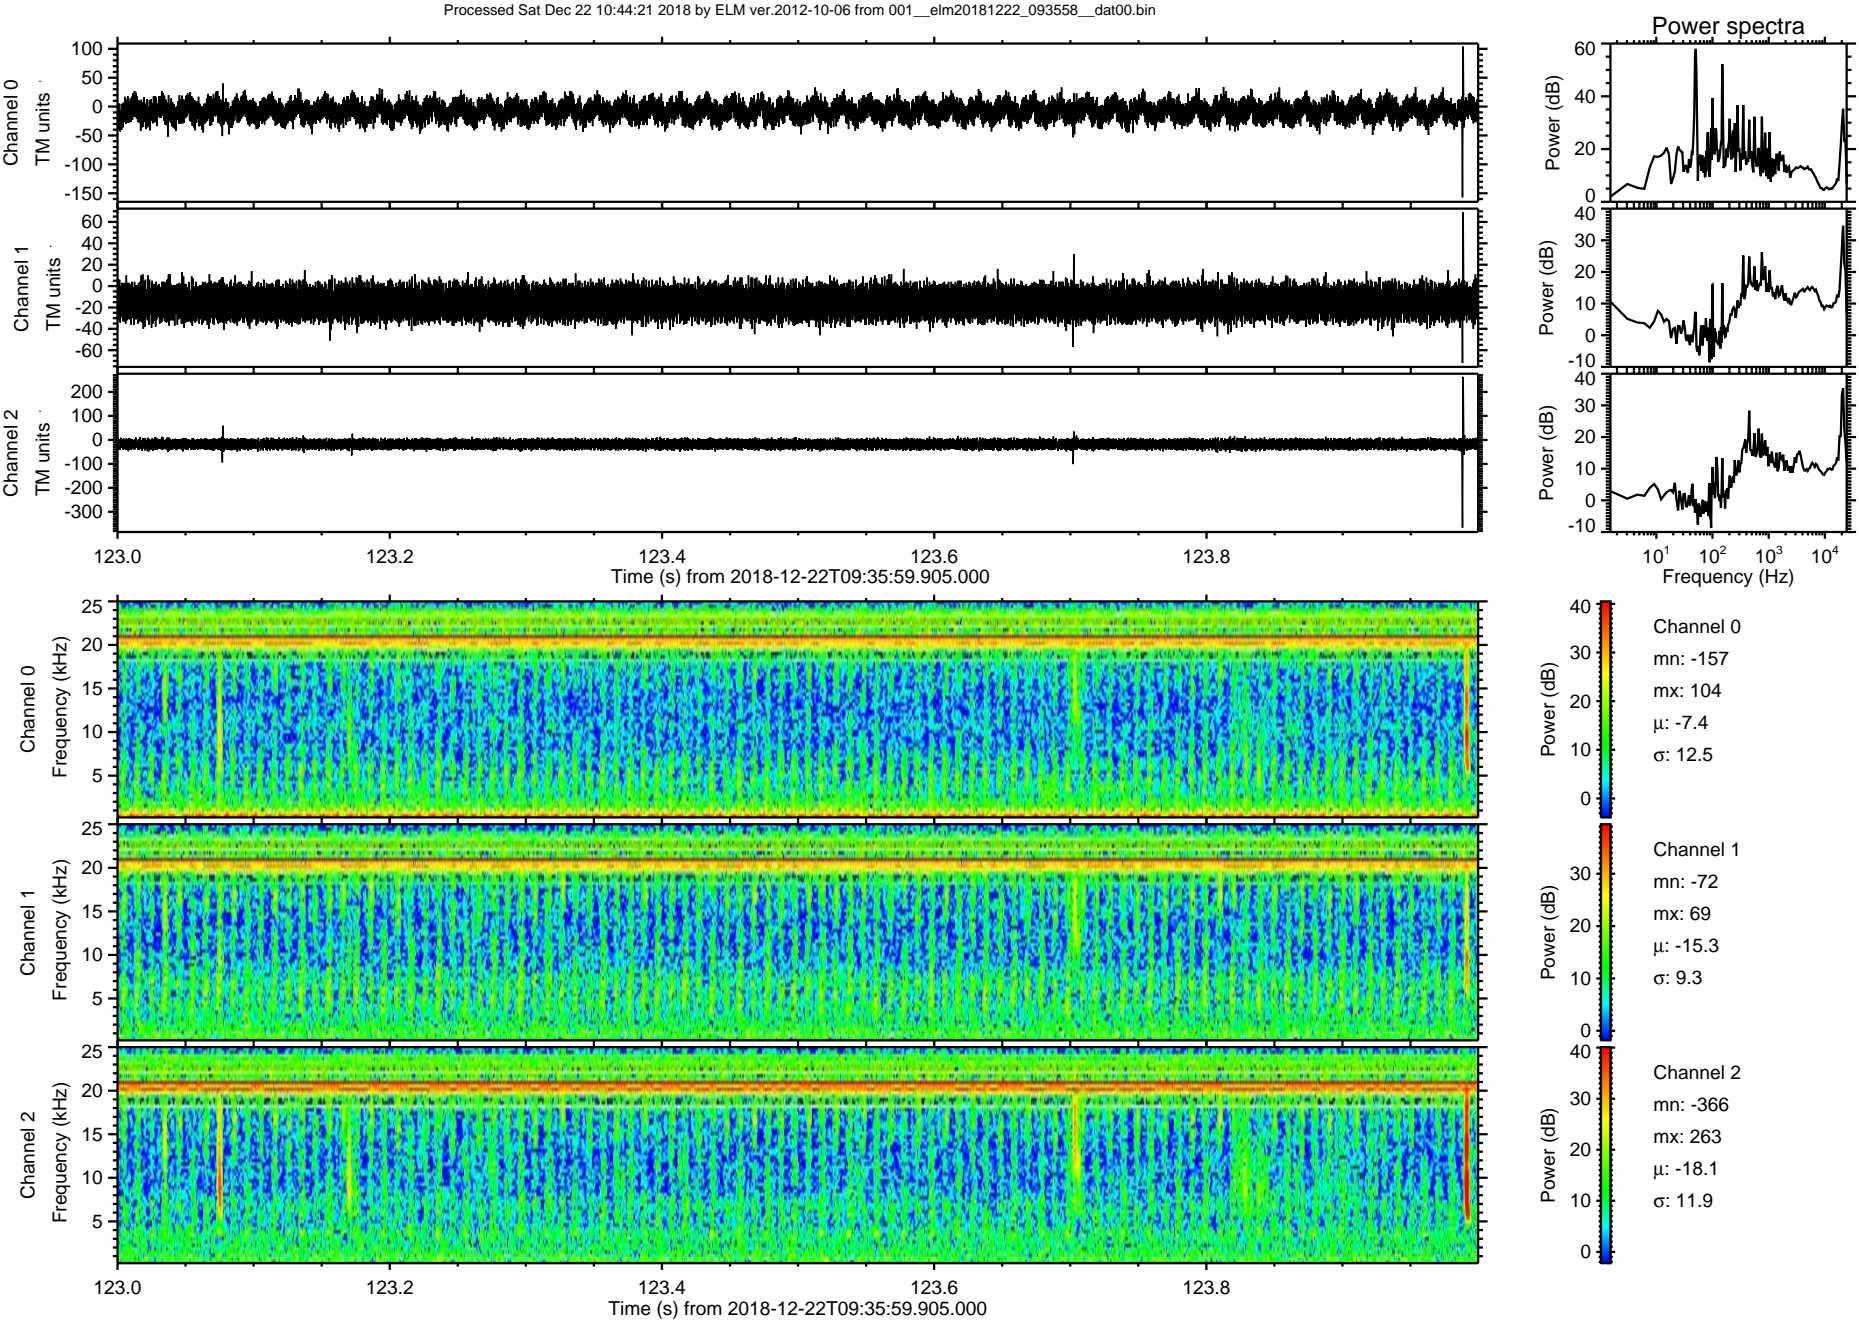 Processed Sat Dec 22 10:44:21 2018 by ELM ver.2012-10-06 from 001__elm20181222_093558__dat00.bin
Power spectra
Channel 0
TM units
100
50
0
-50
-100
-150
Power (dB)
60
40
20
0
Channel 1
TM units
60
40
20
0
-20
-40
-60
Power (dB)
40
30
20
10
0
-10
Channel 2
TM units
200
100
0
-100
-200
-300
Power (dB)
40
30
20
10
0
-10
123.0 123.2 123.4 123.6 123.8
Time (s) from 2018-12-22T09:35:59.905.000
10¹ 10² 10³ 10⁴
Frequency (Hz)
Channel 0
Frequency (kHz)
25
20
15
10
5
Power (dB)
40
30
20
10
0
Channel 0
mn: -157
mx: 104
μ: -7.4
σ: 12.5
Channel 1
Frequency (kHz)
25
20
15
10
5
Power (dB)
30
20
10
0
Channel 1
mn: -72
mx: 69
μ: -15.3
σ: 9.3
Channel 2
Frequency (kHz)
25
20
15
10
5
Power (dB)
40
30
20
10
0
Channel 2
mn: -366
mx: 263
μ: -18.1
σ: 11.9
123.0 123.2 123.4 123.6 123.8
Time (s) from 2018-12-22T09:35:59.905.000